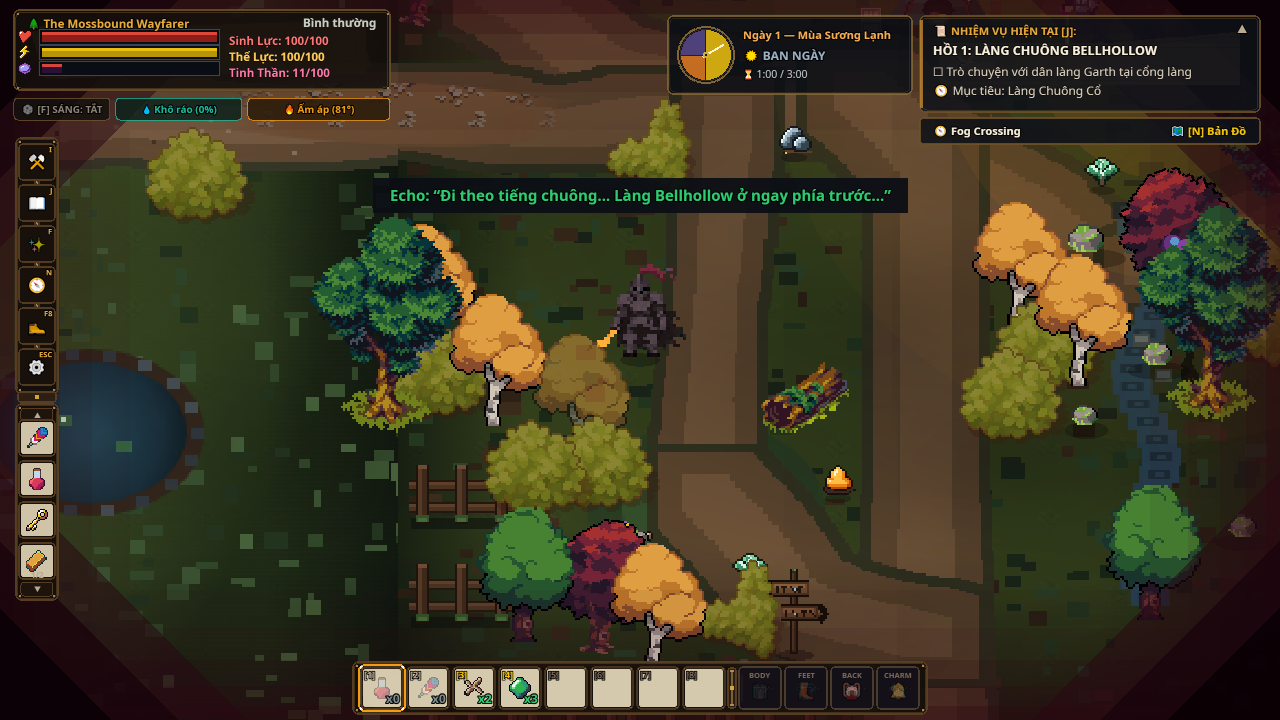 The Mossbound Wayfarer
Bình thường
Sinh Lực: 100/100
Thể Lực: 100/100
Tinh Thần: 11/100
[F] SÁNG: TẮT
Khô ráo (0%)
Ấm áp (81°)
Ngày 1 — Mùa Sương Lạnh
BAN NGÀY
1:00 / 3:00
NHIỆM VỤ HIỆN TẠI [J]:
HỒI 1: LÀNG CHUÔNG BELLHOLLOW
Trò chuyện với dân làng Garth tại cổng làng
Mục tiêu: Làng Chuông Cổ
Fog Crossing
[N] Bản Đồ
Echo: “Đi theo tiếng chuông... Làng Bellhollow ở ngay phía trước...”
I
J
F
N
F8
ESC
[1]
x0
[2]
x0
[3]
x2
[4]
x3
[5]
[6]
[7]
[8]
BODY
FEET
BACK
CHARM